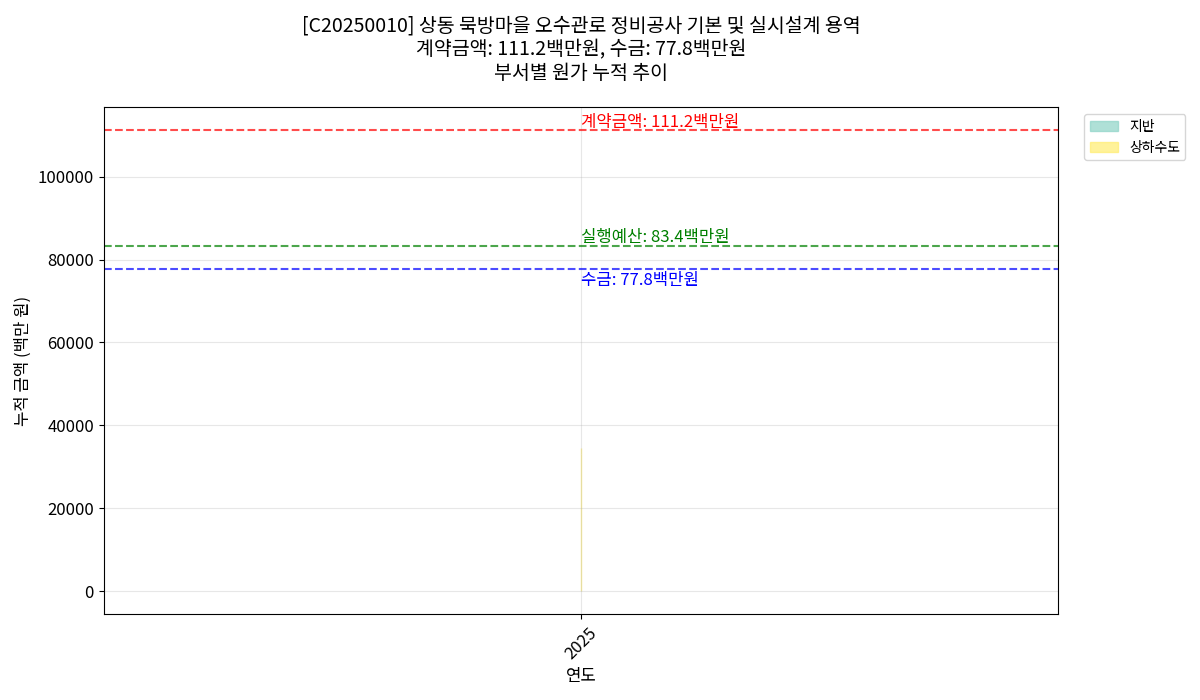 [C20250010] 상동 묵방마을 오수관로 정비공사 기본 및 실시설계 용역
계약금액: 111.2백만원, 수금: 77.8백만원
부서별 원가 누적 추이
계약금액: 111.2백만원
지반
상하수도
100000
실행예산: 83.4백만원
80000
수금: 77.8백만원
60000
누적 금액 (백만 원)
40000
20000
0
2025
연도